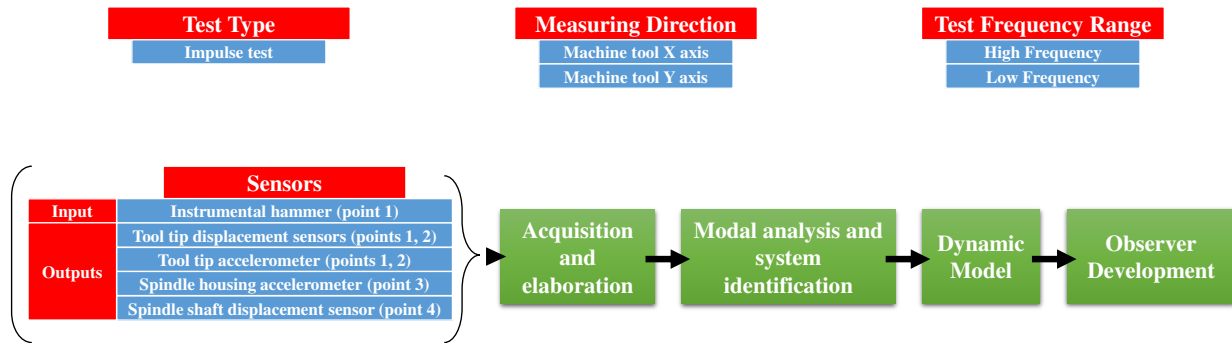 Test Type
Impulse test
Measuring Direction
Machine tool X axis
Machine tool Y axis
Test Frequency Range
High Frequency
Low Frequency
Sensors
Input
Instrumental hammer (point 1)
Outputs
Tool tip displacement sensors (points 1, 2)
Tool tip accelerometer (points 1, 2)
Spindle housing accelerometer (point 3)
Spindle shaft displacement sensor (point 4)
Acquisition
and
elaboration
Modal analysis and
system
identification
Dynamic
Model
Observer
Development